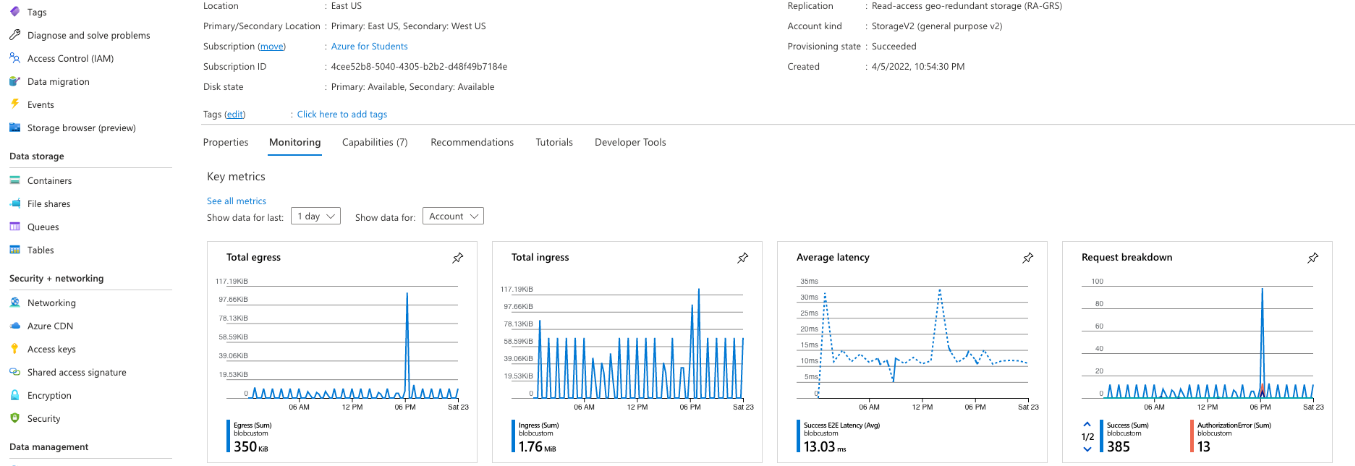 Tags
Diagnose and solve problems
Access Control (IAM)
Data migration
Events
Storage browser (preview)
Data storage
Containers
File shares
Queues
Tables
Security + networking
Networking
Azure CDN
Access keys
Shared access signature
Encryption
Security
Data management
Location : East US
Primary/Secondary Location : Primary: East US, Secondary: West US
Subscription (move) : Azure for Students
Subscription ID : 4cee52b8-5040-4305-b2b2-d48f49b7184e
Disk state : Primary: Available, Secondary: Available
Tags (edit) : Click here to add tags
Replication : Read-access geo-redundant storage (RA-GRS)
Account kind : StorageV2 (general purpose v2)
Provisioning state : Succeeded
Created : 4/5/2022, 10:54:30 PM
Properties Monitoring Capabilities (7) Recommendations Tutorials Developer Tools
Key metrics
See all metrics
Show data for last: 1 day Show data for: Account
Total egress
117.19KiB
97.66KiB
78.13KiB
58.59KiB
39.06KiB
19.53KiB
0
06 AM 12 PM 06 PM Sat 23
Egress (Sum)
blobcustom
350 KiB
Total ingress
117.19KiB
97.66KiB
78.13KiB
58.59KiB
39.06KiB
19.53KiB
0
06 AM 12 PM 06 PM Sat 23
Ingress (Sum)
blobcustom
1.76 MiB
Average latency
35ms
30ms
25ms
20ms
15ms
10ms
5ms
0
06 AM 12 PM 06 PM Sat 23
Success E2E Latency (Avg)
blobcustom
13.03 ms
Request breakdown
100
80
60
40
20
0
06 AM 12 PM 06 PM Sat 23
1/2
Success (Sum)
blobcustom
385
AuthorizationError (Sum)
blobcustom
13